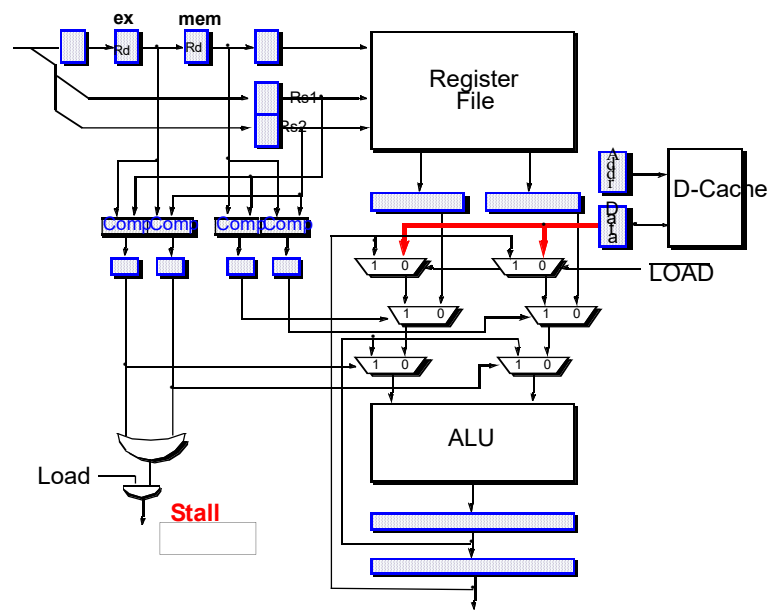 ex
mem
Rd
Rd
Register
File
Rs1
Rs2
Addr
D-Cache
Data
Comp
Comp
Comp
Comp
1 0
1 0
LOAD
1 0
1 0
1 0
1 0
ALU
Load
Stall